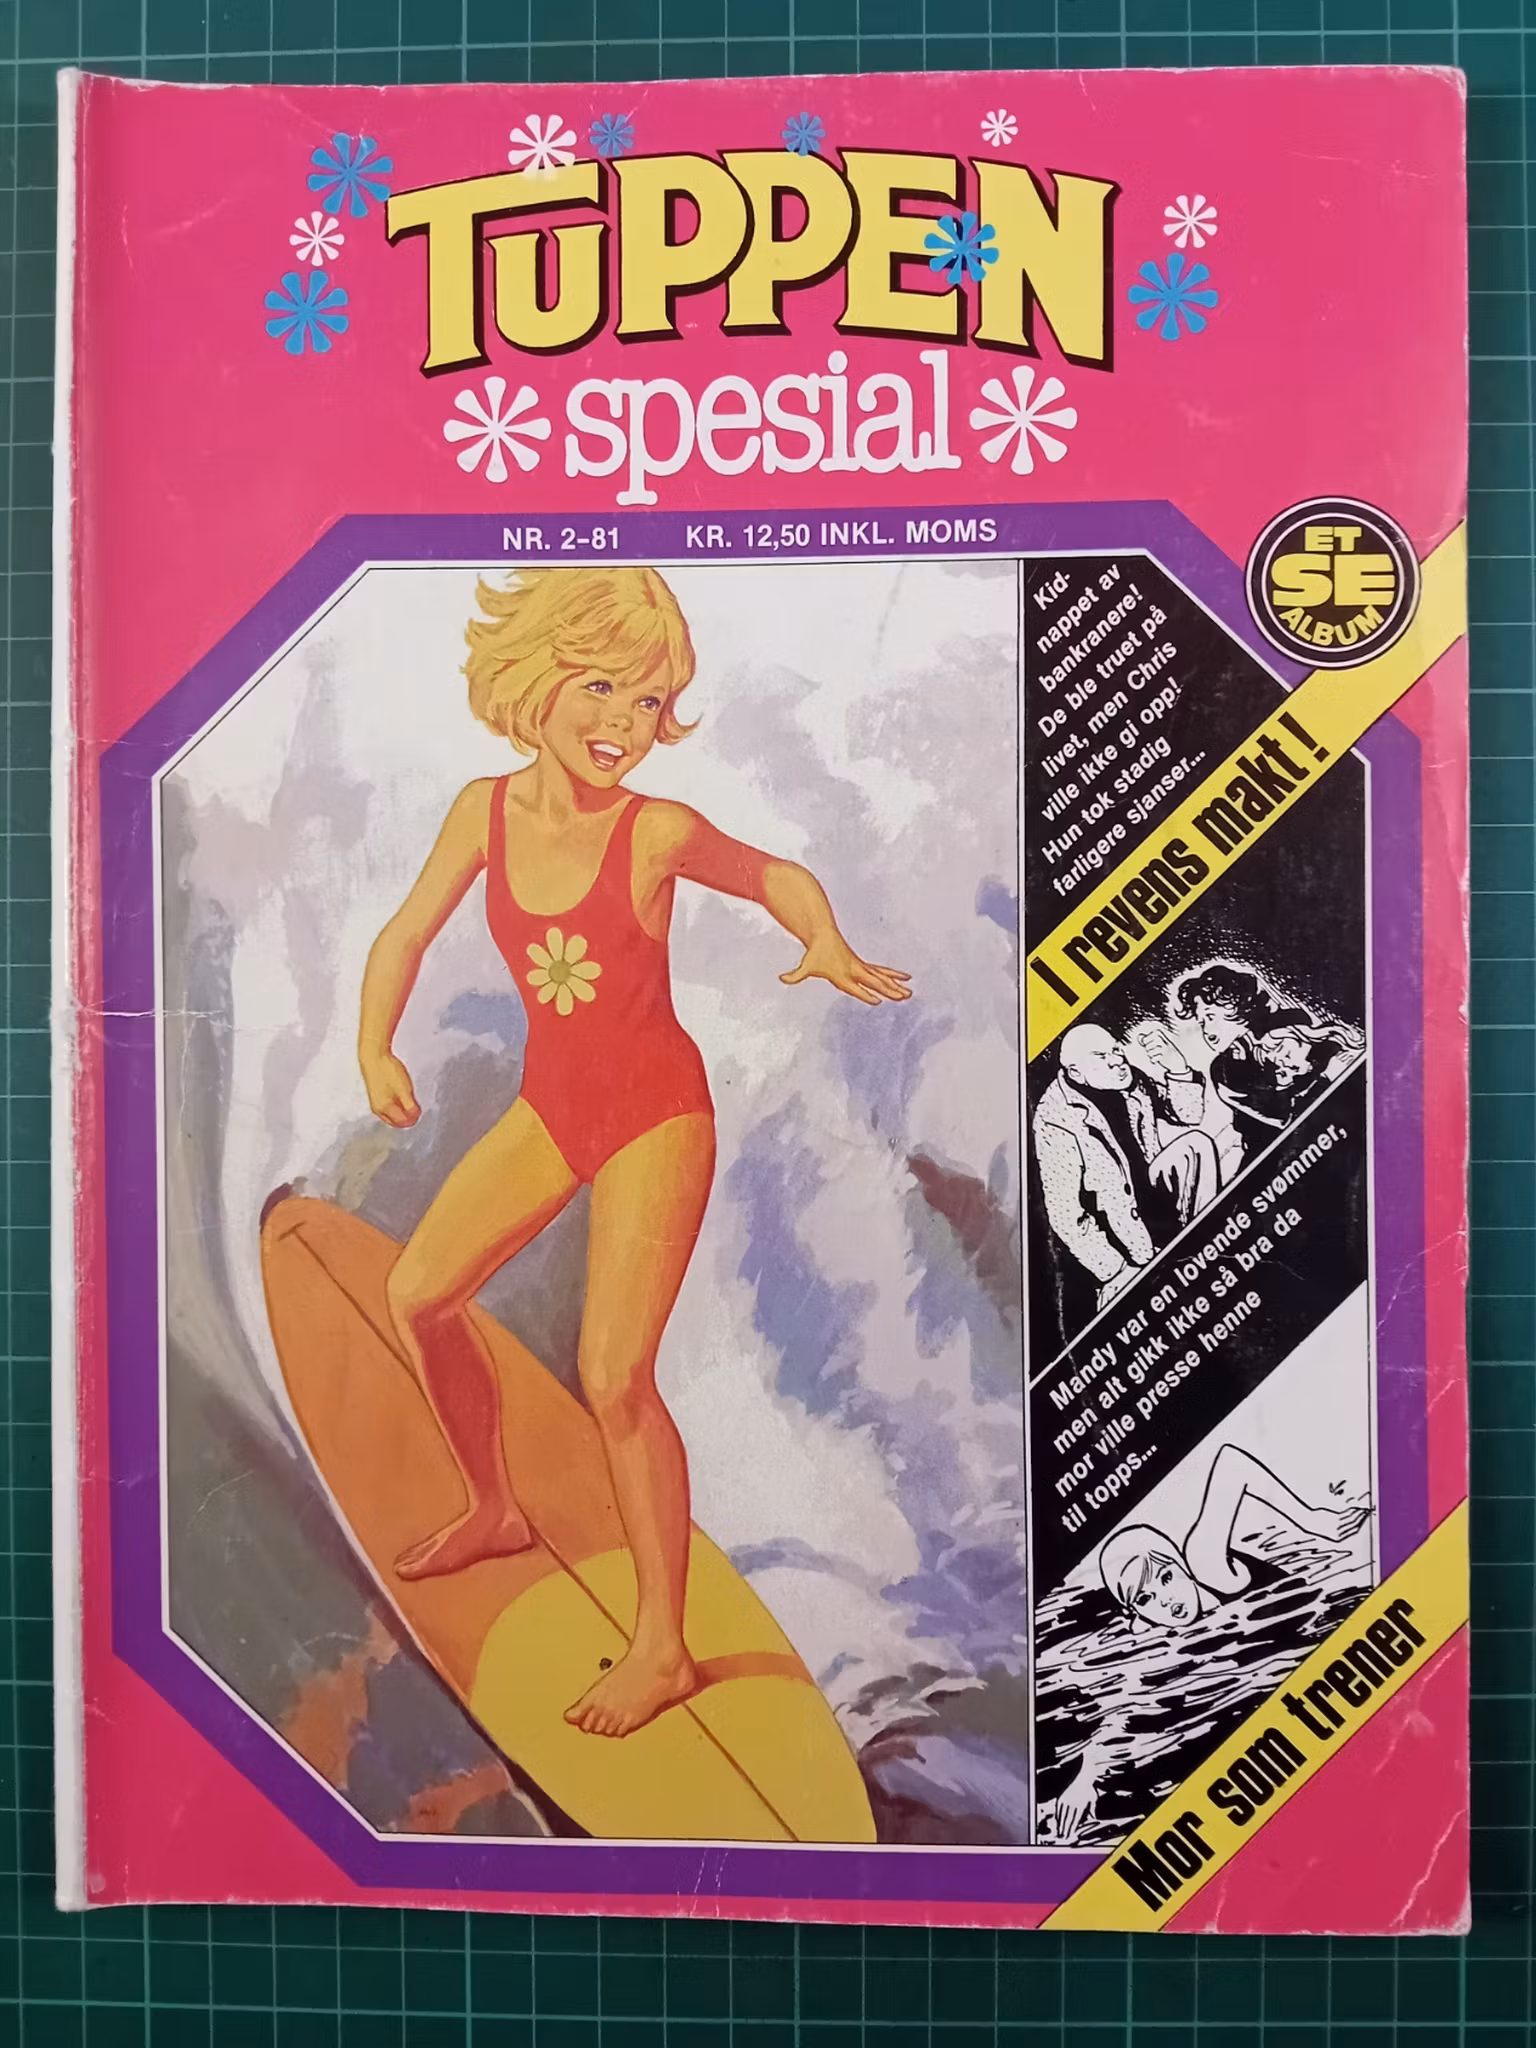 TUPPEN
spesial
NR. 2-81 KR. 12,50 INKL. MOMS
ET
SE
ALBUM
Kid-
nappet av
bankranere!
De ble truet på
livet, men Chris
ville ikke gi opp!
Hun tok stadig
farligere sjanser...
I revens makt!
Mandy var en lovende svømmer,
men alt gikk ikke så bra da
mor ville presse henne
til topps...
Mor som trener